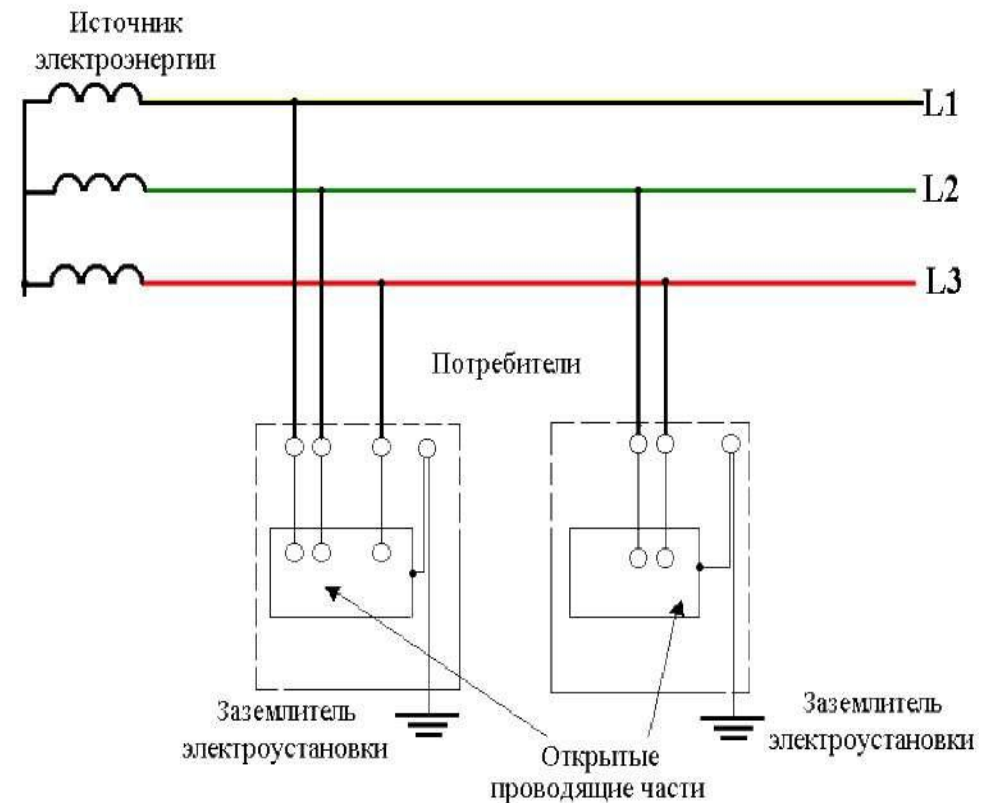 Источник
электроэнергии
L1
L2
L3
Потребители
Заземлитель
электроустановки
Заземлитель
электроустановки
Открытые
проводящие части